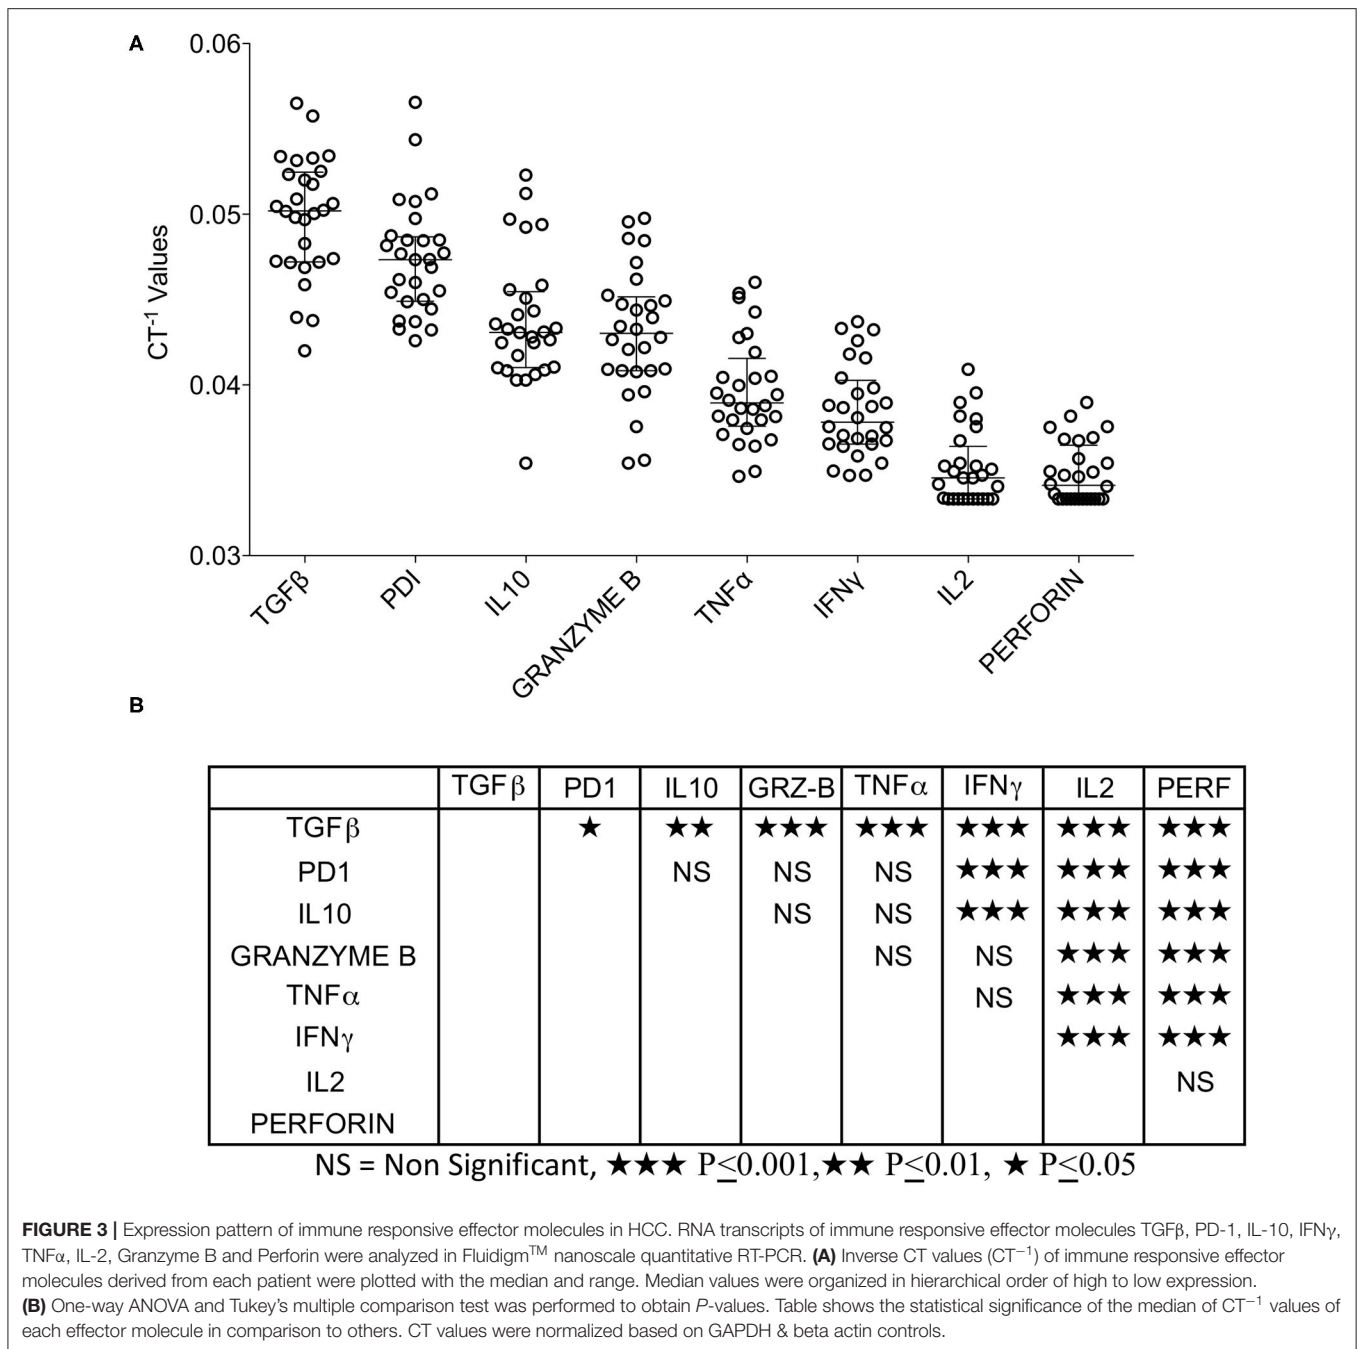 A
0.06
0.05
0.04
0.03
CT-1 Values
TGFβ
PDI
IL10
GRANZYME B
TNFα
IFNγ
IL2
PERFORIN
B
TGFβ PD1 IL10 GRZ-B TNFα IFNγ IL2 PERF
TGFβ ★ ★★ ★★★ ★★★ ★★★ ★★★ ★★★
PD1 NS NS NS ★★★ ★★★ ★★★
IL10 NS NS ★★★ ★★★ ★★★
GRANZYME B NS NS ★★★ ★★★
TNFα NS ★★★ ★★★
IFNγ ★★★ ★★★
IL2 NS
PERFORIN
NS = Non Significant, ★★★ P≤0.001,★★ P≤0.01, ★ P≤0.05
FIGURE 3 | Expression pattern of immune responsive effector molecules in HCC. RNA transcripts of immune responsive effector molecules TGFβ, PD-1, IL-10, IFNγ,
TNFα, IL-2, Granzyme B and Perforin were analyzed in Fluidigm™ nanoscale quantitative RT-PCR. (A) Inverse CT values (CT−1) of immune responsive effector
molecules derived from each patient were plotted with the median and range. Median values were organized in hierarchical order of high to low expression.
(B) One-way ANOVA and Tukey's multiple comparison test was performed to obtain P-values. Table shows the statistical significance of the median of CT−1 values of
each effector molecule in comparison to others. CT values were normalized based on GAPDH & beta actin controls.